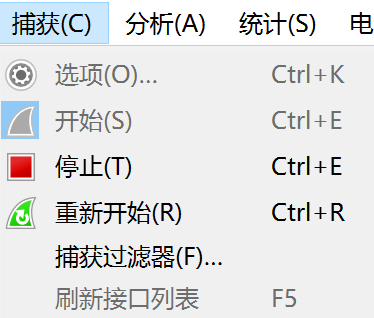 捕获(C) 分析(A) 统计(S) 电
选项(O)... Ctrl+K
开始(S) Ctrl+E
停止(T) Ctrl+E
重新开始(R) Ctrl+R
捕获过滤器(F)...
刷新接口列表 F5